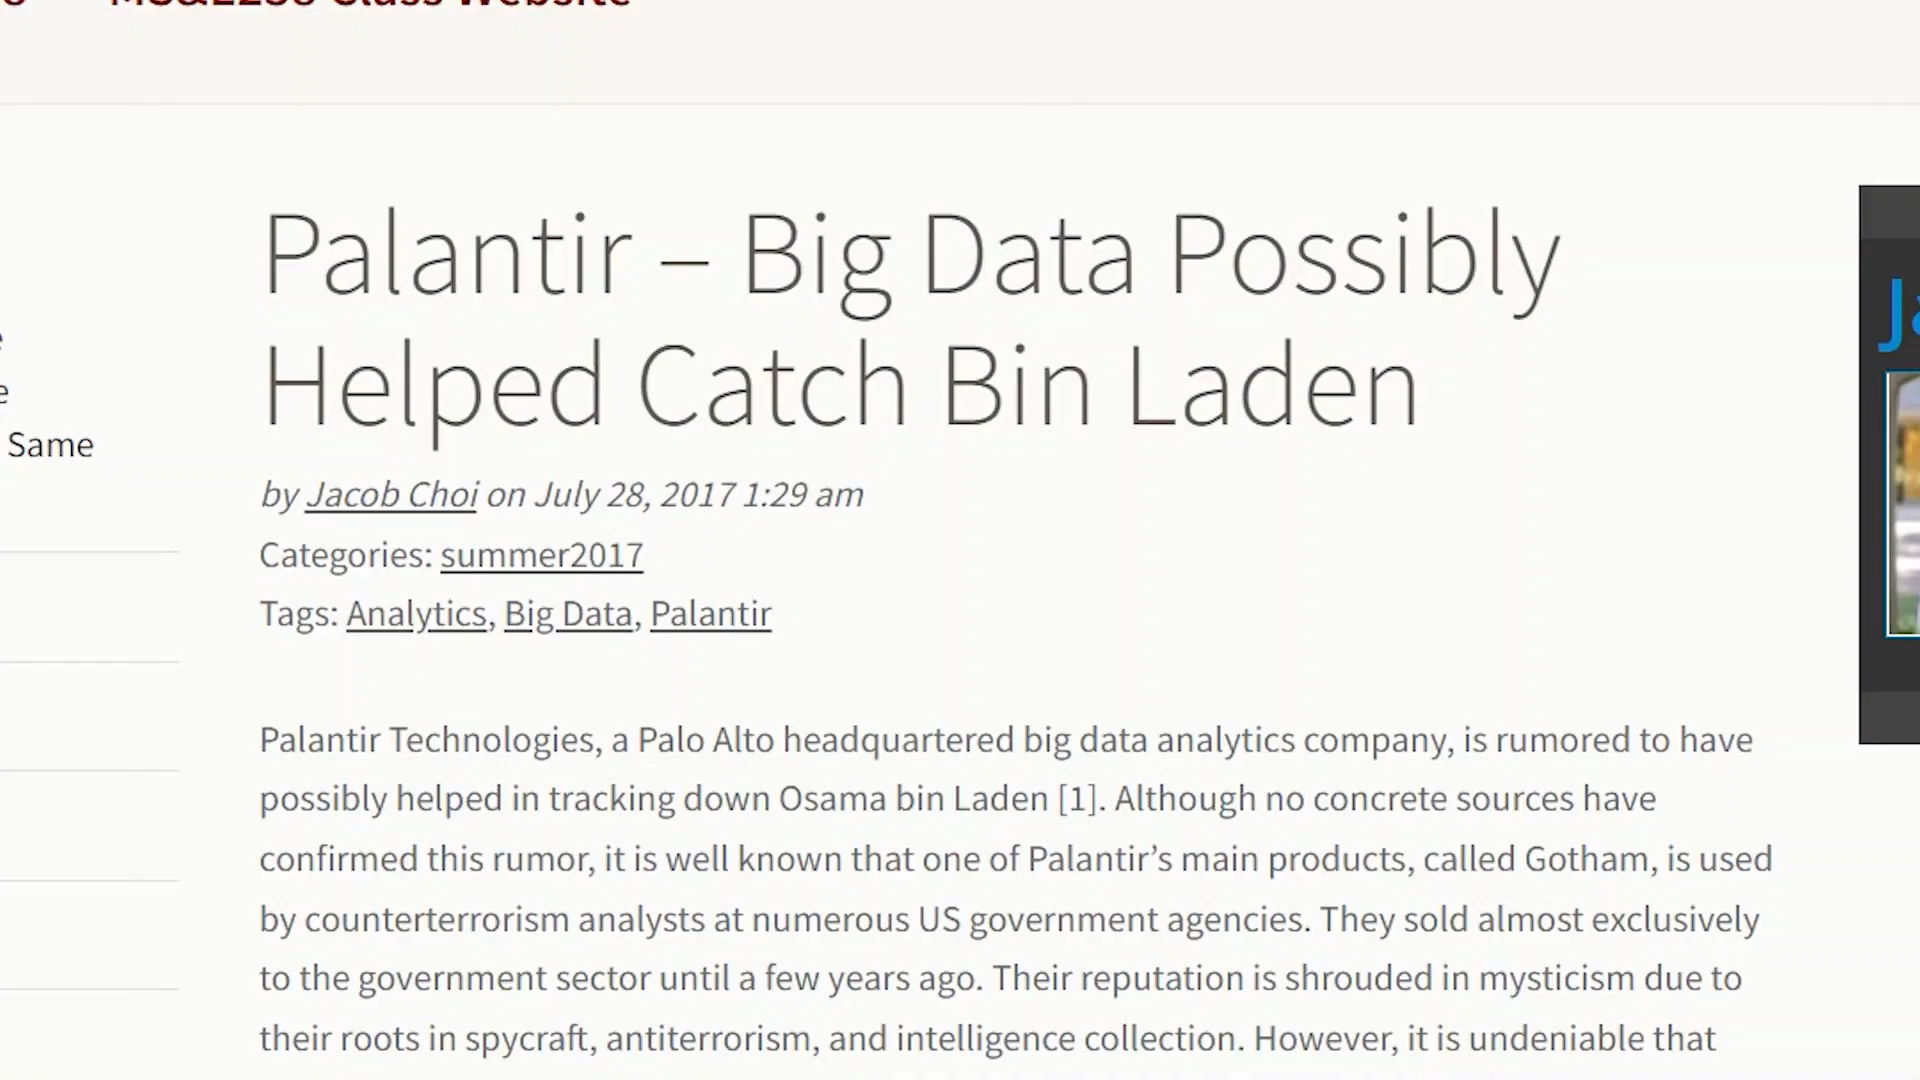 Class Website
Same
Palantir – Big Data Possibly
Helped Catch Bin Laden
by Jacob Choi on July 28, 2017 1:29 am
Categories: summer2017
Tags: Analytics, Big Data, Palantir
Palantir Technologies, a Palo Alto headquartered big data analytics company, is rumored to have
possibly helped in tracking down Osama bin Laden [1]. Although no concrete sources have
confirmed this rumor, it is well known that one of Palantir’s main products, called Gotham, is used
by counterterrorism analysts at numerous US government agencies. They sold almost exclusively
to the government sector until a few years ago. Their reputation is shrouded in mysticism due to
their roots in spycraft, antiterrorism, and intelligence collection. However, it is undeniable that